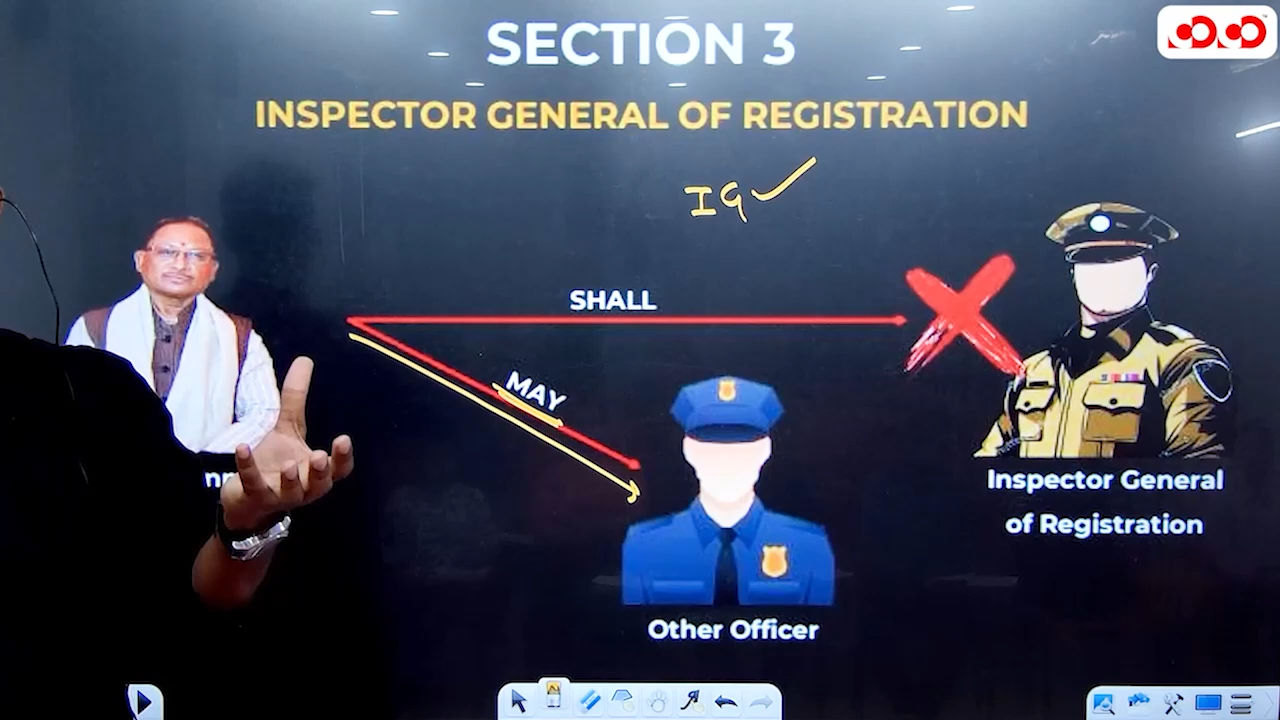 SECTION 3
INSPECTOR GENERAL OF REGISTRATION
IG
SHALL
MAY
Inspector General
of Registration
Other Officer